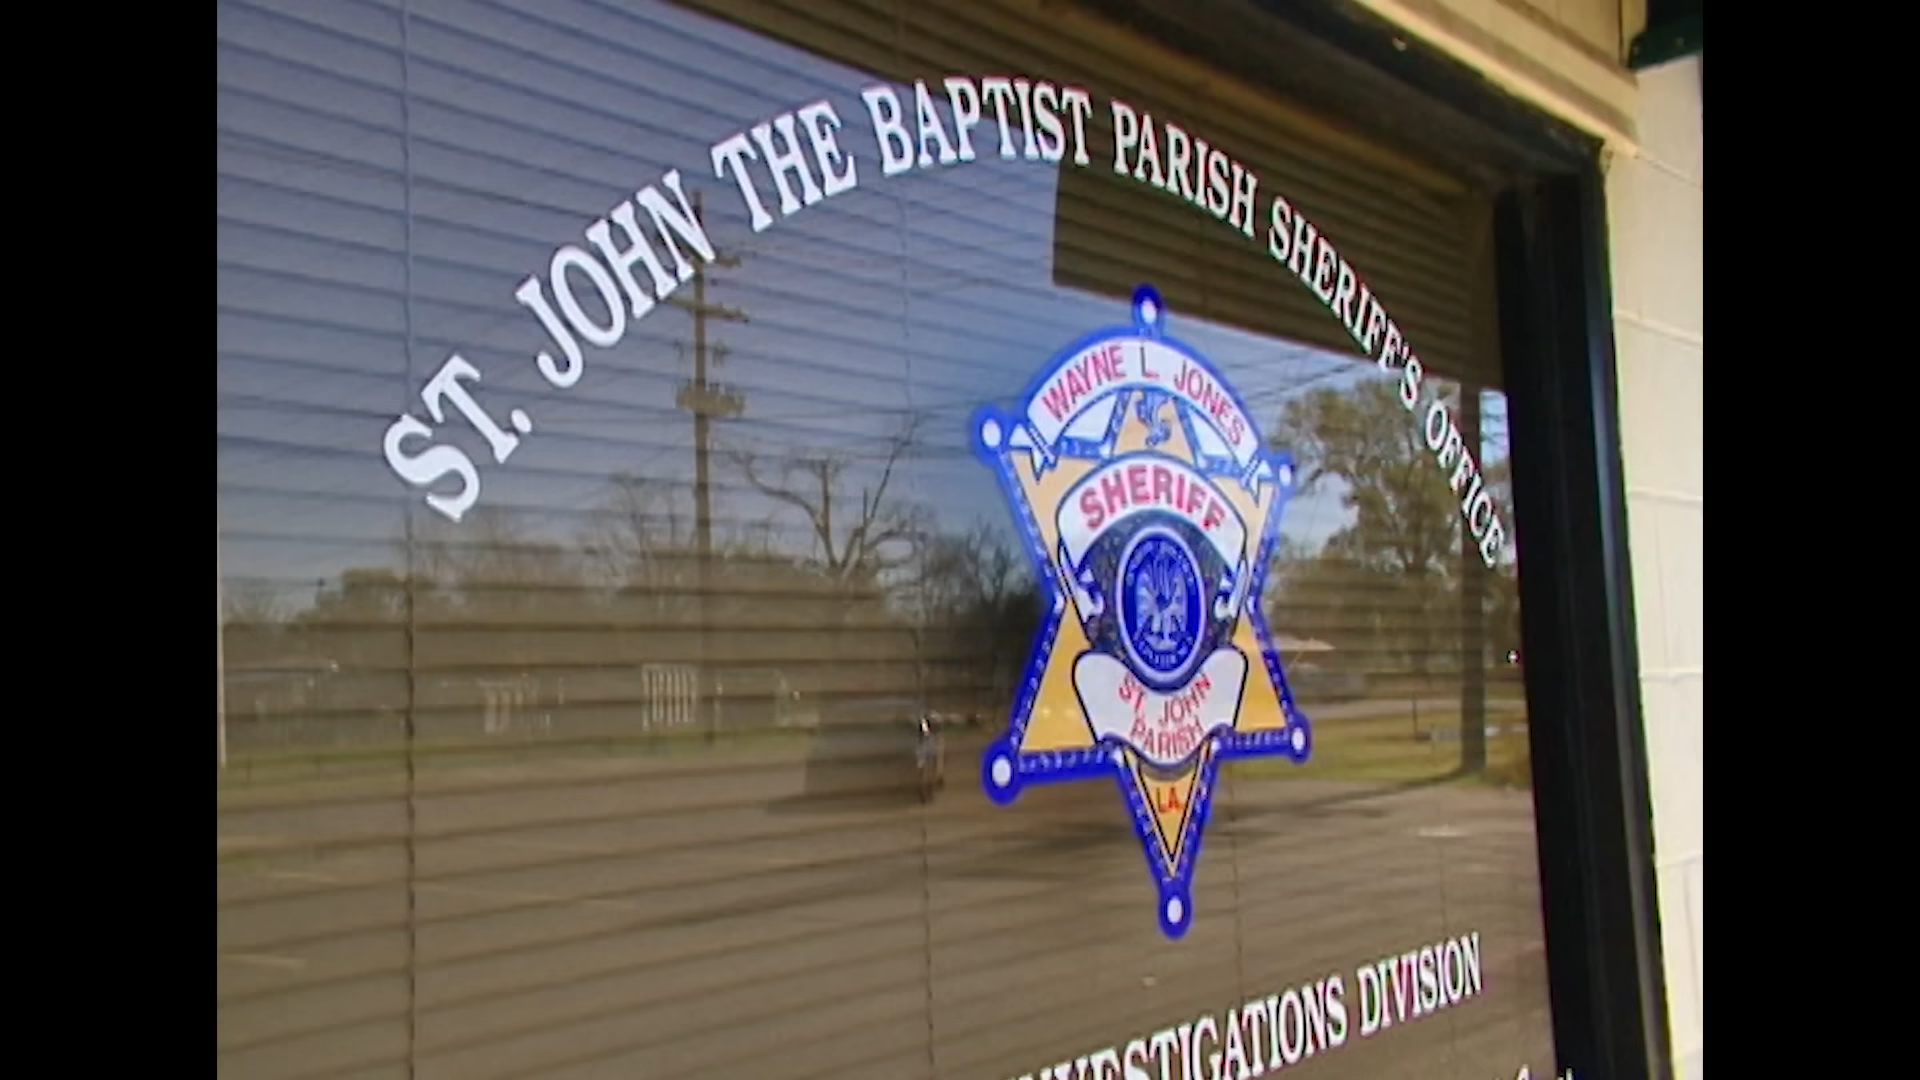 ST. JOHN THE BAPTIST PARISH SHERIFF'S OFFICE
WAYNE L. JONES
SHERIFF
ST. JOHN
PARISH
LA.
INVESTIGATIONS DIVISION